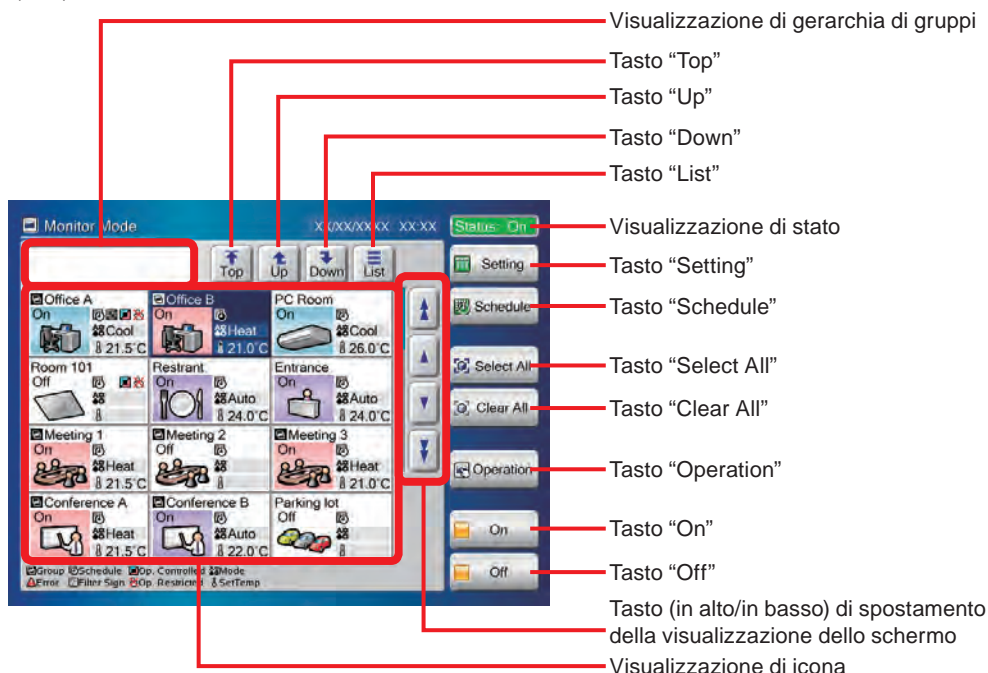 Visualizzazione di gerarchia di gruppi
Tasto “Top”
Tasto “Up”
Tasto “Down”
Tasto “List”
Monitor Mode
XX/XX/XXXX XX:XX
Status: On
Visualizzazione di stato
Top
Up
Down
List
Setting
Tasto “Setting”
Office A
On
Cool
21.5°C
Office B
On
Heat
21.0°C
PC Room
On
Cool
26.0°C
Schedule
Tasto “Schedule”
Room 101
Off
Restrant
On
Auto
24.0°C
Entrance
On
Auto
24.0°C
Select All
Tasto “Select All”
Clear All
Tasto “Clear All”
Meeting 1
On
Heat
21.5°C
Meeting 2
Off
Meeting 3
On
Heat
21.0°C
Operation
Tasto “Operation”
Conference A
On
Heat
21.5°C
Conference B
On
Auto
22.0°C
Parking lot
Off
On
Tasto “On”
Off
Tasto “Off”
Group Schedule Op. Controlled Mode
Error Filter Sign Op. Restricted SetTemp
Tasto (in alto/in basso) di spostamento
della visualizzazione dello schermo
Visualizzazione di icona